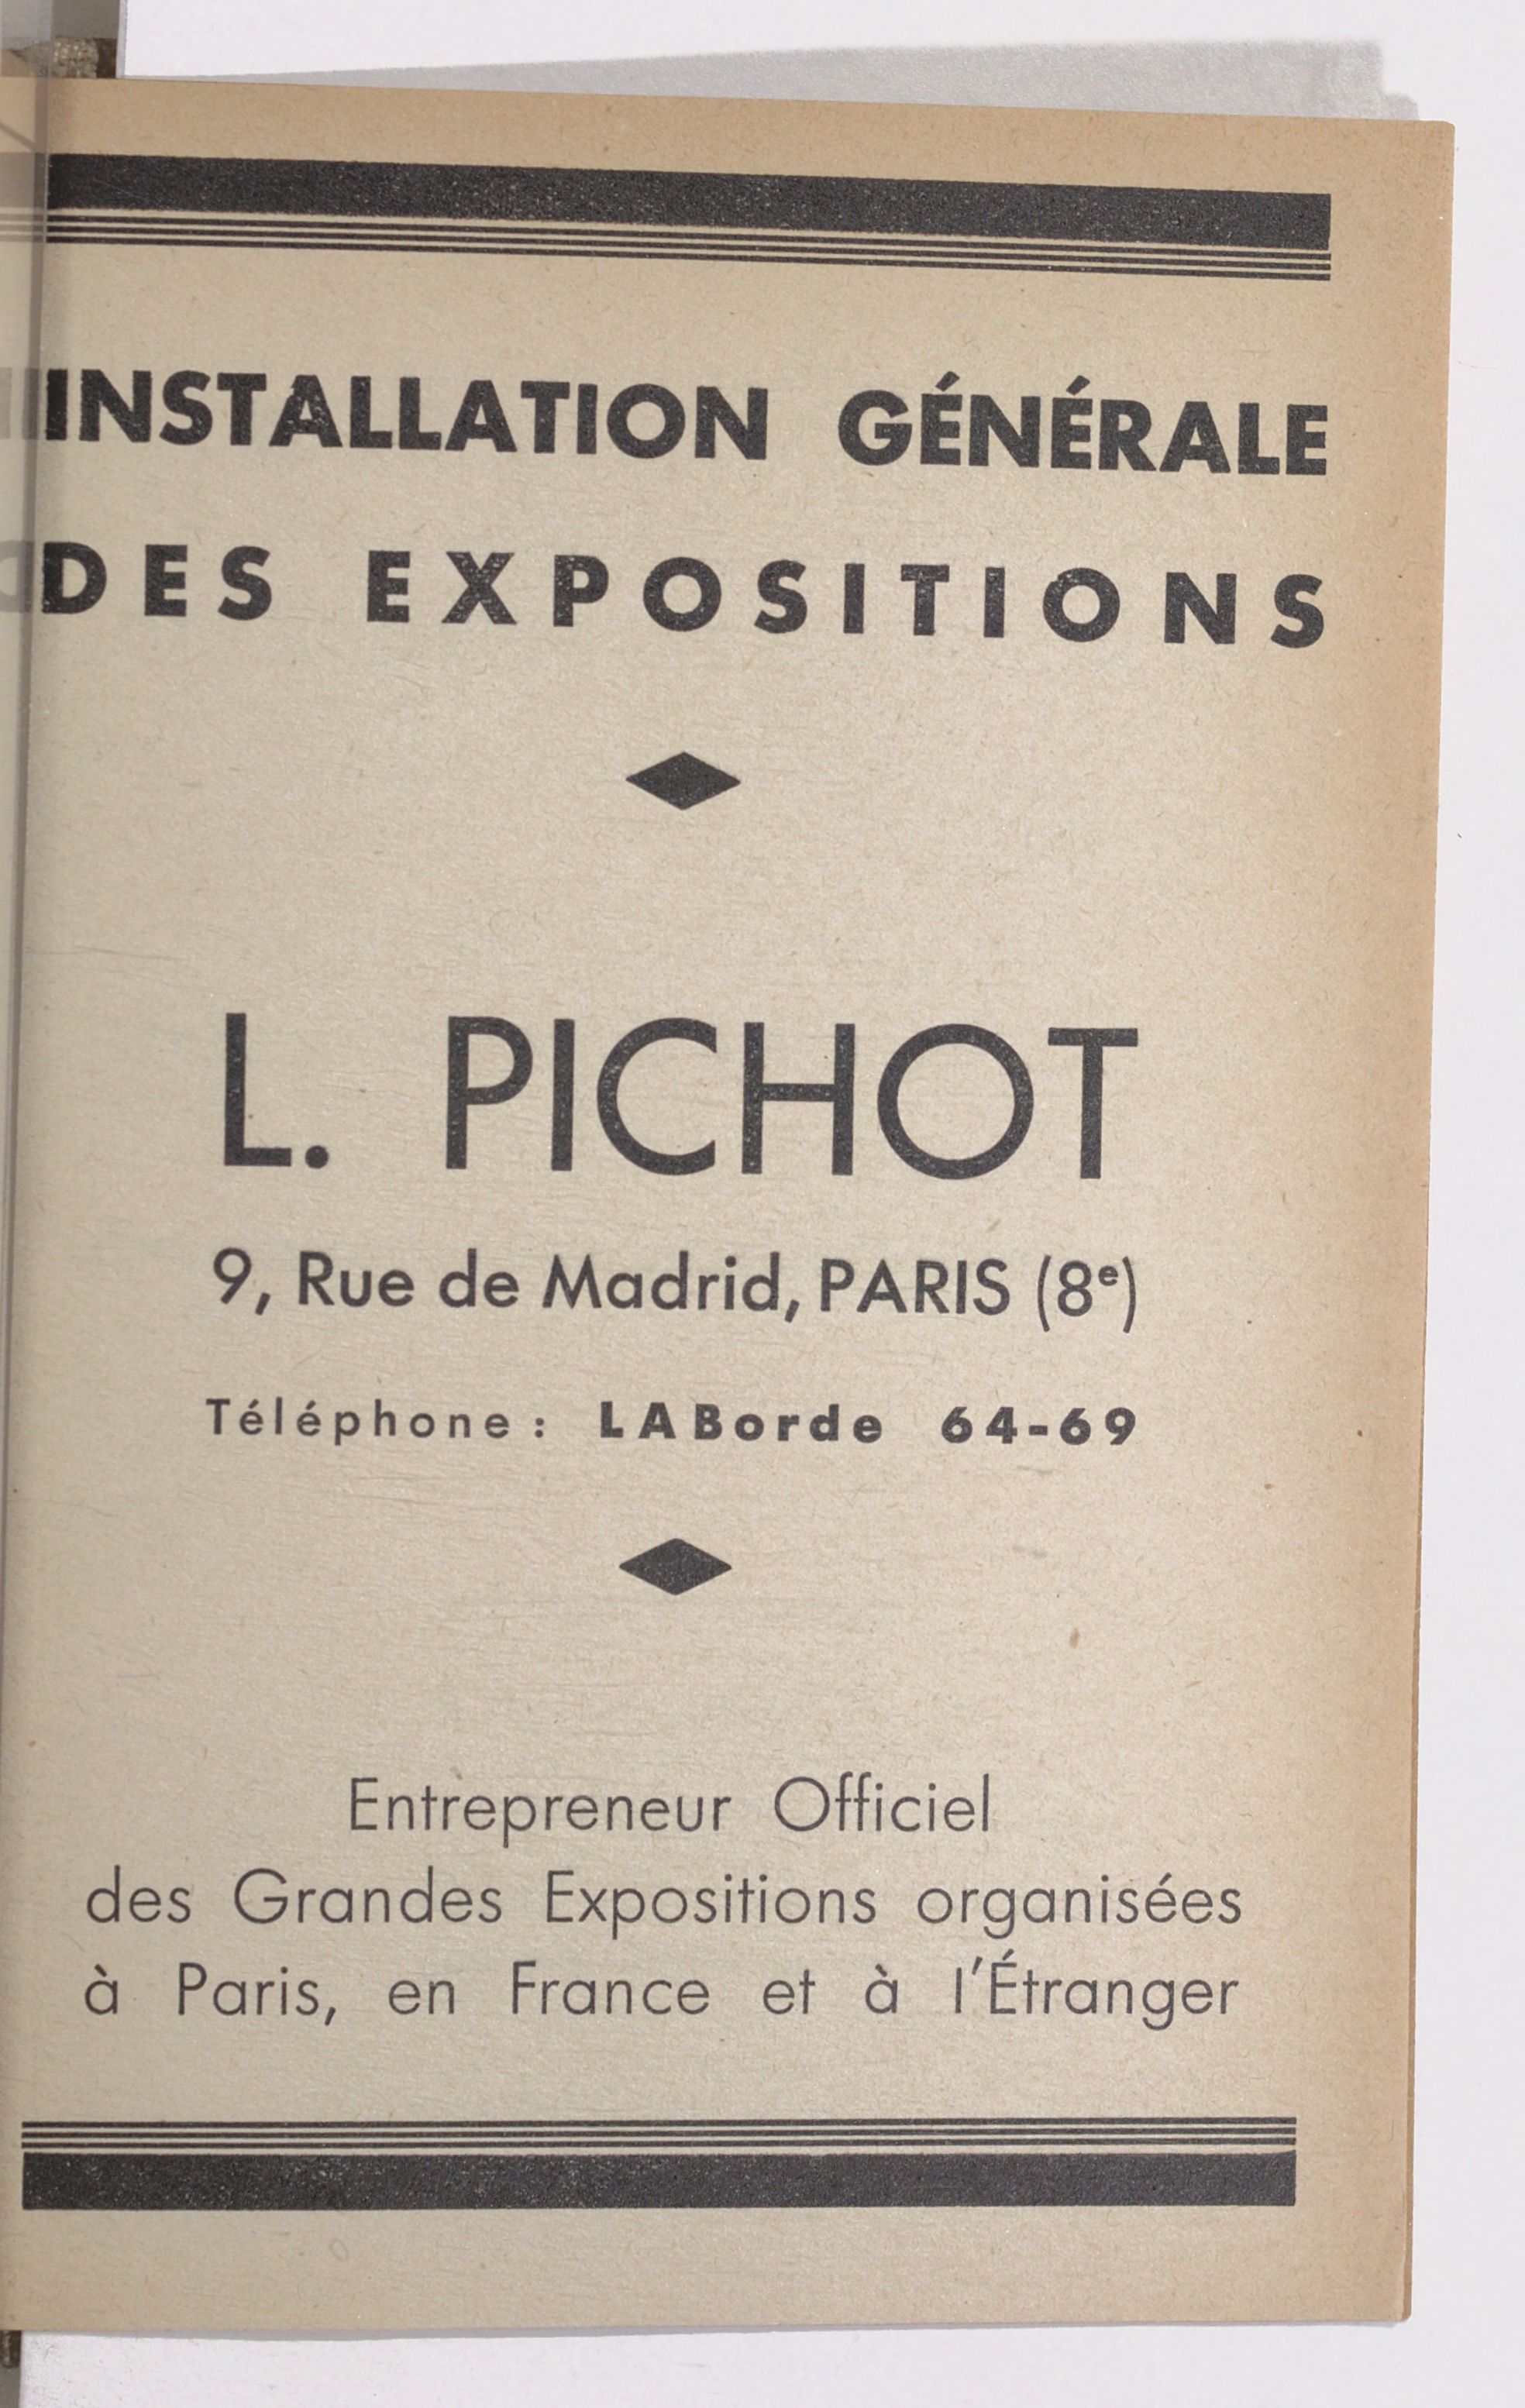 INSTALLATION GÉNÉRALE
DES EXPOSITIONS
L. PICHOT
9, Rue de Madrid, PARIS (8ᵉ)
Téléphone : LABorde 64-69
Entrepreneur Officiel
des Grandes Expositions organisées
à Paris, en France et à l'Étranger